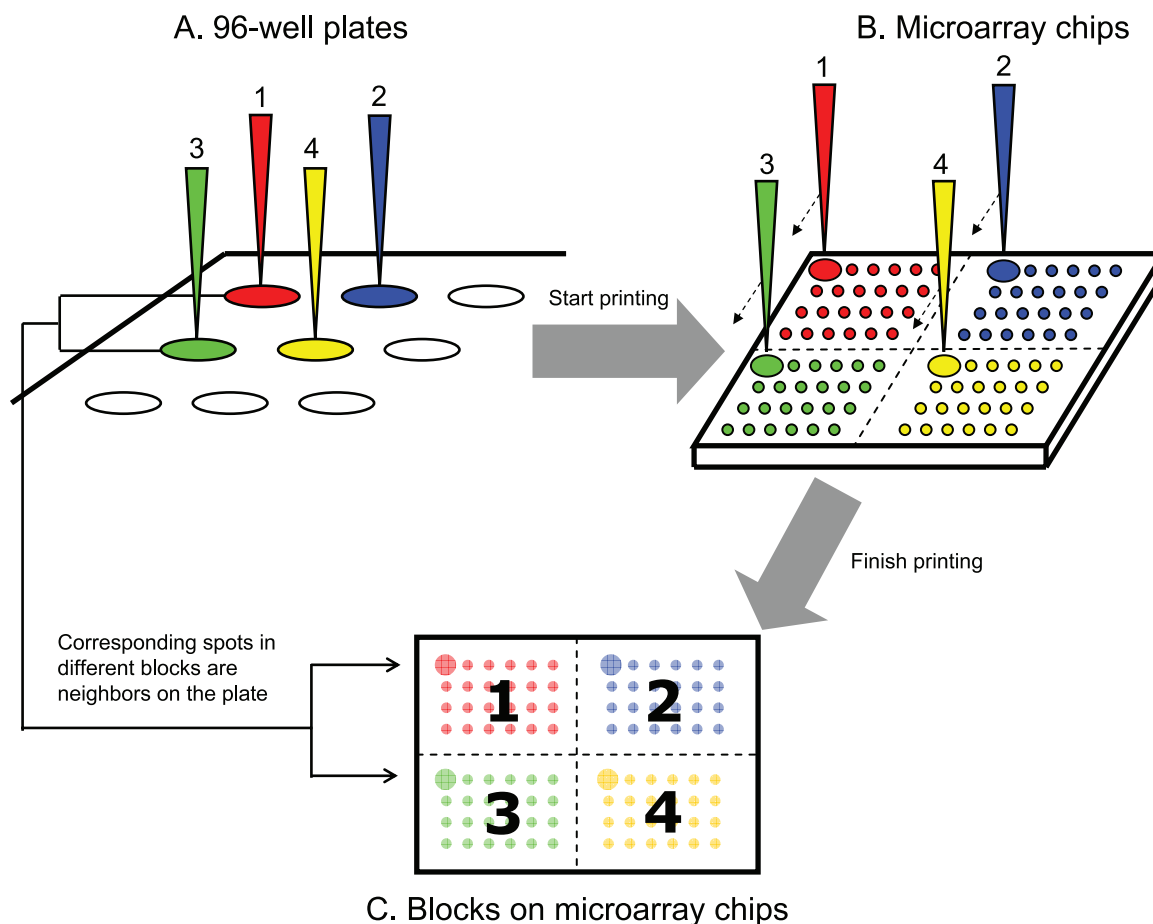 A. 96-well plates
B. Microarray chips
1
2
3
4
1
2
3
4
Start printing
Finish printing
Corresponding spots in
different blocks are
neighbors on the plate
1
2
3
4
C. Blocks on microarray chips